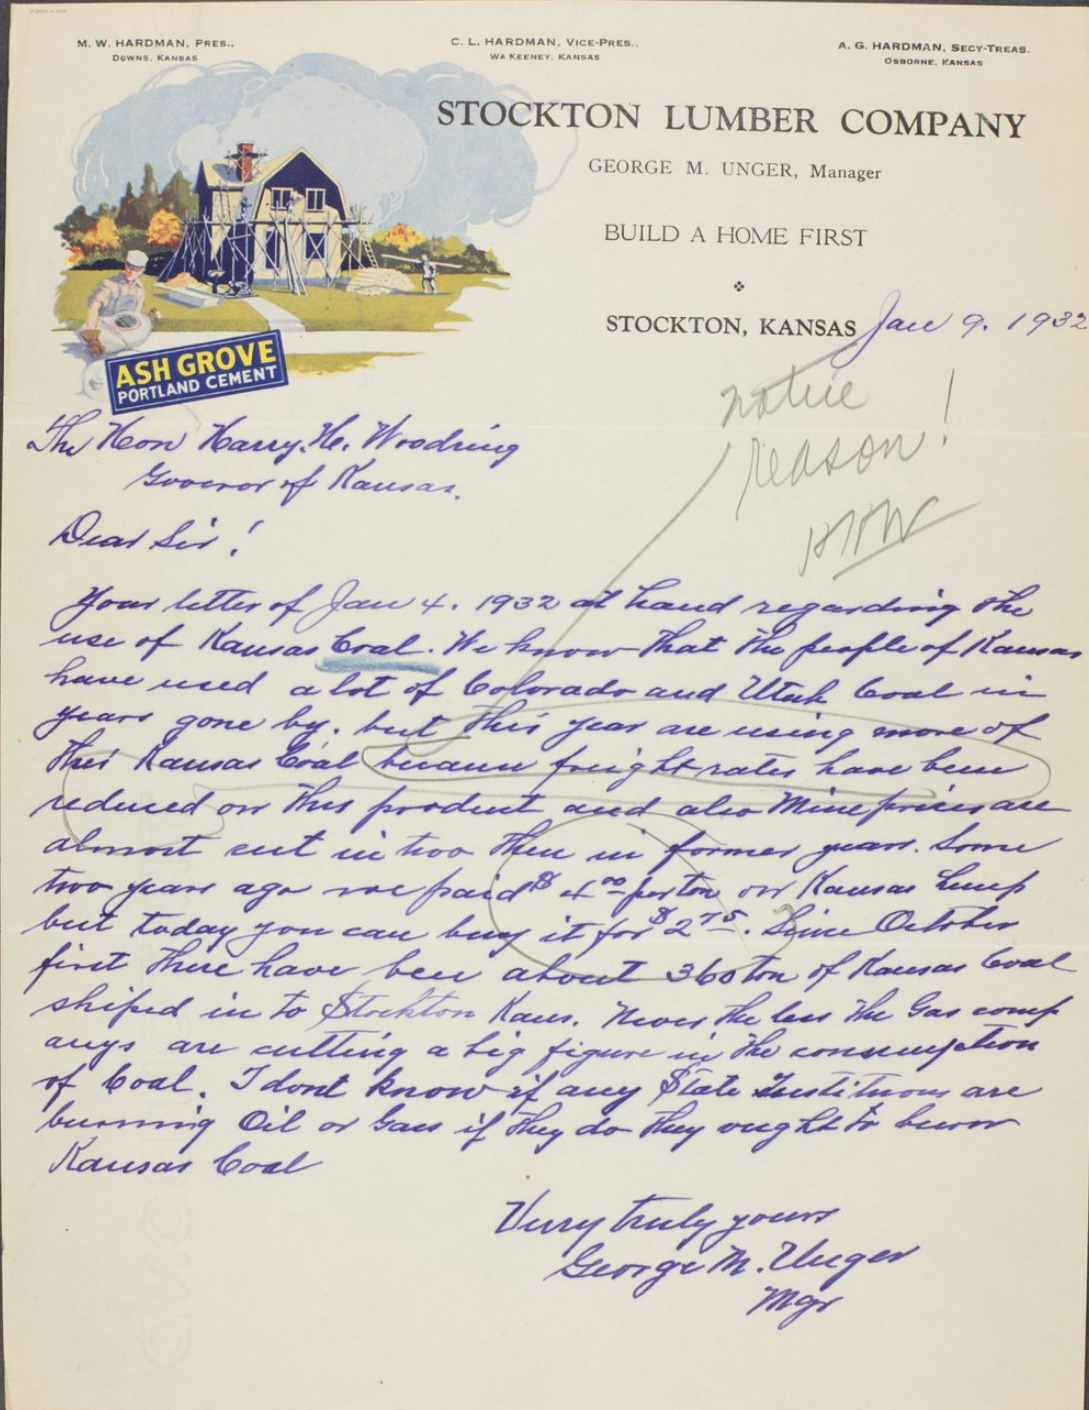 M. W. HARDMAN, PRES.,
DOWNS, KANSAS
C. L. HARDMAN, VICE-PRES.,
WA KEENEY, KANSAS
A. G. HARDMAN, SECY-TREAS.
OSBORNE, KANSAS
STOCKTON LUMBER COMPANY
GEORGE M. UNGER, Manager
BUILD A HOME FIRST
STOCKTON, KANSAS Jan 9. 1932
ASH GROVE
PORTLAND CEMENT
notice
reason!
HHW
The Hon Harry. H. Woodring
Govenor of Kansas.
Dear Sir!
Your letter of Jan 4. 1932 at hand regarding the
use of Kansas Coal. We know that the people of Kansas
have used a lot of Colorado and Utah Coal in
years gone by. but this year are using more of
this Kansas Coal because freight rates have been
reduced on this product and also Mine prices are
almost cut in two then in former years. Some
two years ago we paid $4.00 per ton on Kansas Lump
but today you can buy it for $2.75. Since October
first there have been about 360 ton of Kansas Coal
shiped in to Stockton Kans. Never the less the Gas comp
anys are cutting a big figure in the consumption
of Coal. I dont know if any State Institutions are
burning Oil or Gas if they do they ought to burn
Kansas Coal
Verry truly yours
George M. Unger
Mgr